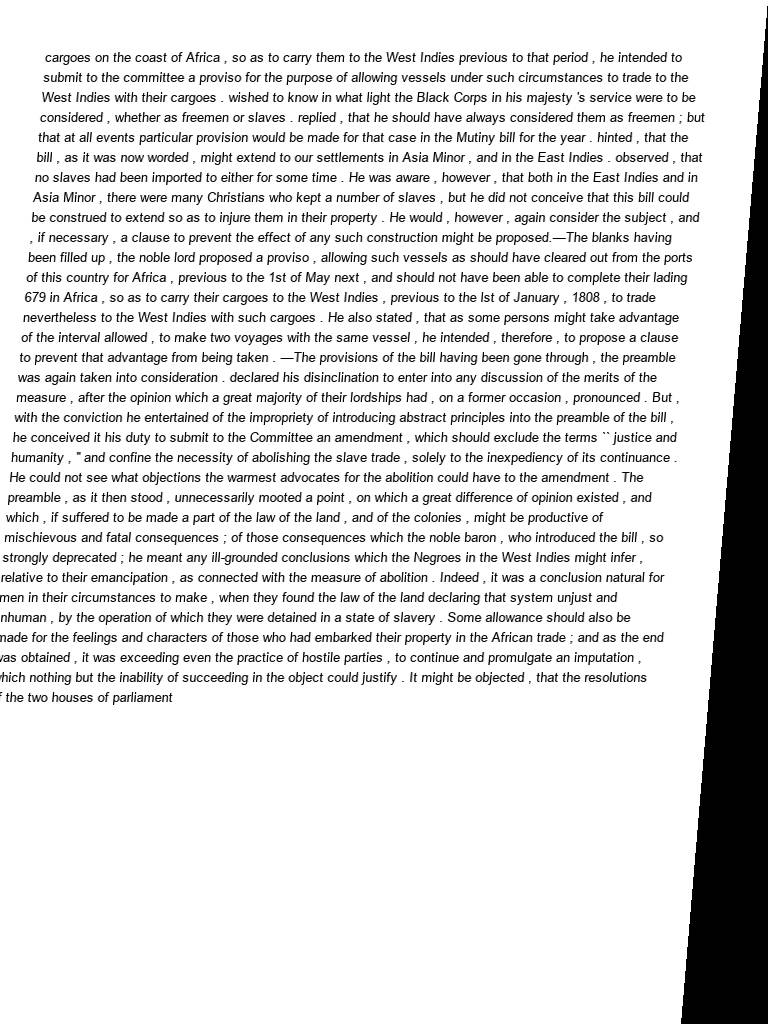 cargoes on the coast of Africa , so as to carry them to the West Indies previous to that period , he intended to
submit to the committee a proviso for the purpose of allowing vessels under such circumstances to trade to the
West Indies with their cargoes . wished to know in what light the Black Corps in his majesty 's service were to be
considered , whether as freemen or slaves . replied , that he should have always considered them as freemen ; but
that at all events particular provision would be made for that case in the Mutiny bill for the year . hinted , that the
bill , as it was now worded , might extend to our settlements in Asia Minor , and in the East Indies . observed , that
no slaves had been imported to either for some time . He was aware , however , that both in the East Indies and in
Asia Minor , there were many Christians who kept a number of slaves , but he did not conceive that this bill could
be construed to extend so as to injure them in their property . He would , however , again consider the subject , and
, if necessary , a clause to prevent the effect of any such construction might be proposed.—The blanks having
been filled up , the noble lord proposed a proviso , allowing such vessels as should have cleared out from the ports
of this country for Africa , previous to the 1st of May next , and should not have been able to complete their lading
679 in Africa , so as to carry their cargoes to the West Indies , previous to the lst of January , 1808 , to trade
nevertheless to the West Indies with such cargoes . He also stated , that as some persons might take advantage
of the interval allowed , to make two voyages with the same vessel , he intended , therefore , to propose a clause
to prevent that advantage from being taken . —The provisions of the bill having been gone through , the preamble
was again taken into consideration . declared his disinclination to enter into any discussion of the merits of the
measure , after the opinion which a great majority of their lordships had , on a former occasion , pronounced . But ,
with the conviction he entertained of the impropriety of introducing abstract principles into the preamble of the bill ,
he conceived it his duty to submit to the Committee an amendment , which should exclude the terms `` justice and
humanity , " and confine the necessity of abolishing the slave trade , solely to the inexpediency of its continuance .
He could not see what objections the warmest advocates for the abolition could have to the amendment . The
preamble , as it then stood , unnecessarily mooted a point , on which a great difference of opinion existed , and
which , if suffered to be made a part of the law of the land , and of the colonies , might be productive of
mischievous and fatal consequences ; of those consequences which the noble baron , who introduced the bill , so
strongly deprecated ; he meant any ill-grounded conclusions which the Negroes in the West Indies might infer ,
relative to their emancipation , as connected with the measure of abolition . Indeed , it was a conclusion natural for
men in their circumstances to make , when they found the law of the land declaring that system unjust and
nhuman , by the operation of which they were detained in a state of slavery . Some allowance should also be
made for the feelings and characters of those who had embarked their property in the African trade ; and as the end
was obtained , it was exceeding even the practice of hostile parties , to continue and promulgate an imputation ,
which nothing but the inability of succeeding in the object could justify . It might be objected , that the resolutions
f the two houses of parliament